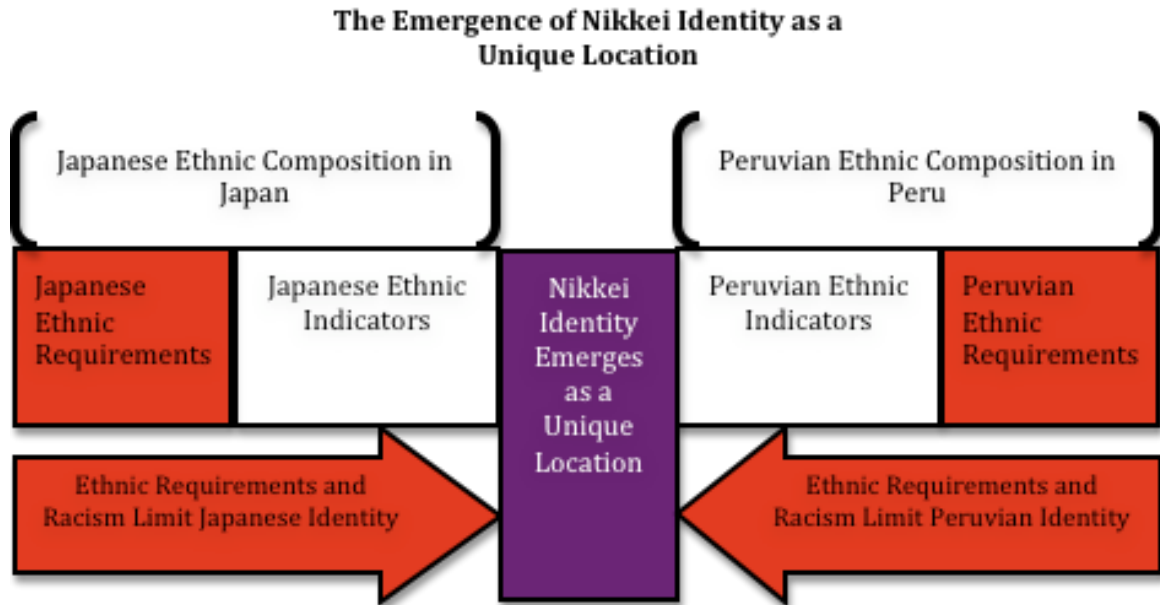 The Emergence of Nikkei Identity as a
Unique Location
Japanese Ethnic Composition in
Japan
Peruvian Ethnic Composition in
Peru
Japanese
Ethnic
Requirements
Japanese Ethnic
Indicators
Nikkei
Identity
Emerges
as a
Unique
Location
Peruvian Ethnic
Indicators
Peruvian
Ethnic
Requirements
Ethnic Requirements and
Racism Limit Japanese Identity
Ethnic Requirements and
Racism Limit Peruvian Identity